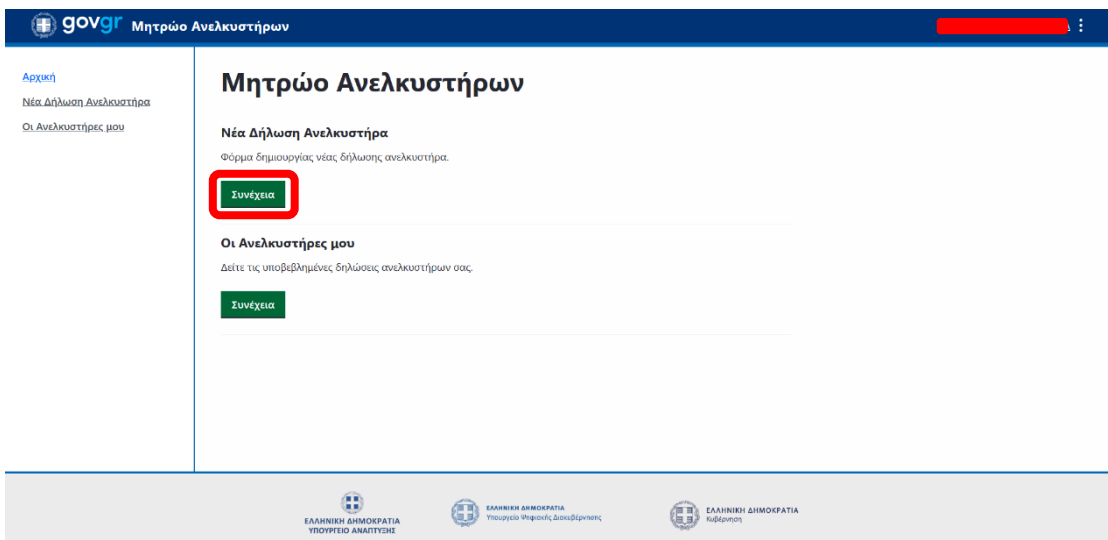 govgr Μητρώο Ανελκυστήρων
Αρχική
Νέα Δήλωση Ανελκυστήρα
Οι Ανελκυστήρες μου
Μητρώο Ανελκυστήρων
Νέα Δήλωση Ανελκυστήρα
Φόρμα δημιουργίας νέας δήλωσης ανελκυστήρα.
Συνέχεια
Οι Ανελκυστήρες μου
Δείτε τις υποβεβλημένες δηλώσεις ανελκυστήρων σας.
Συνέχεια
ΕΛΛΗΝΙΚΗ ΔΗΜΟΚΡΑΤΙΑ
ΥΠΟΥΡΓΕΙΟ ΑΝΑΠΤΥΞΗΣ
ΕΛΛΗΝΙΚΗ ΔΗΜΟΚΡΑΤΙΑ
Υπουργείο Ψηφιακής Διακυβέρνησης
ΕΛΛΗΝΙΚΗ ΔΗΜΟΚΡΑΤΙΑ
Κυβέρνηση